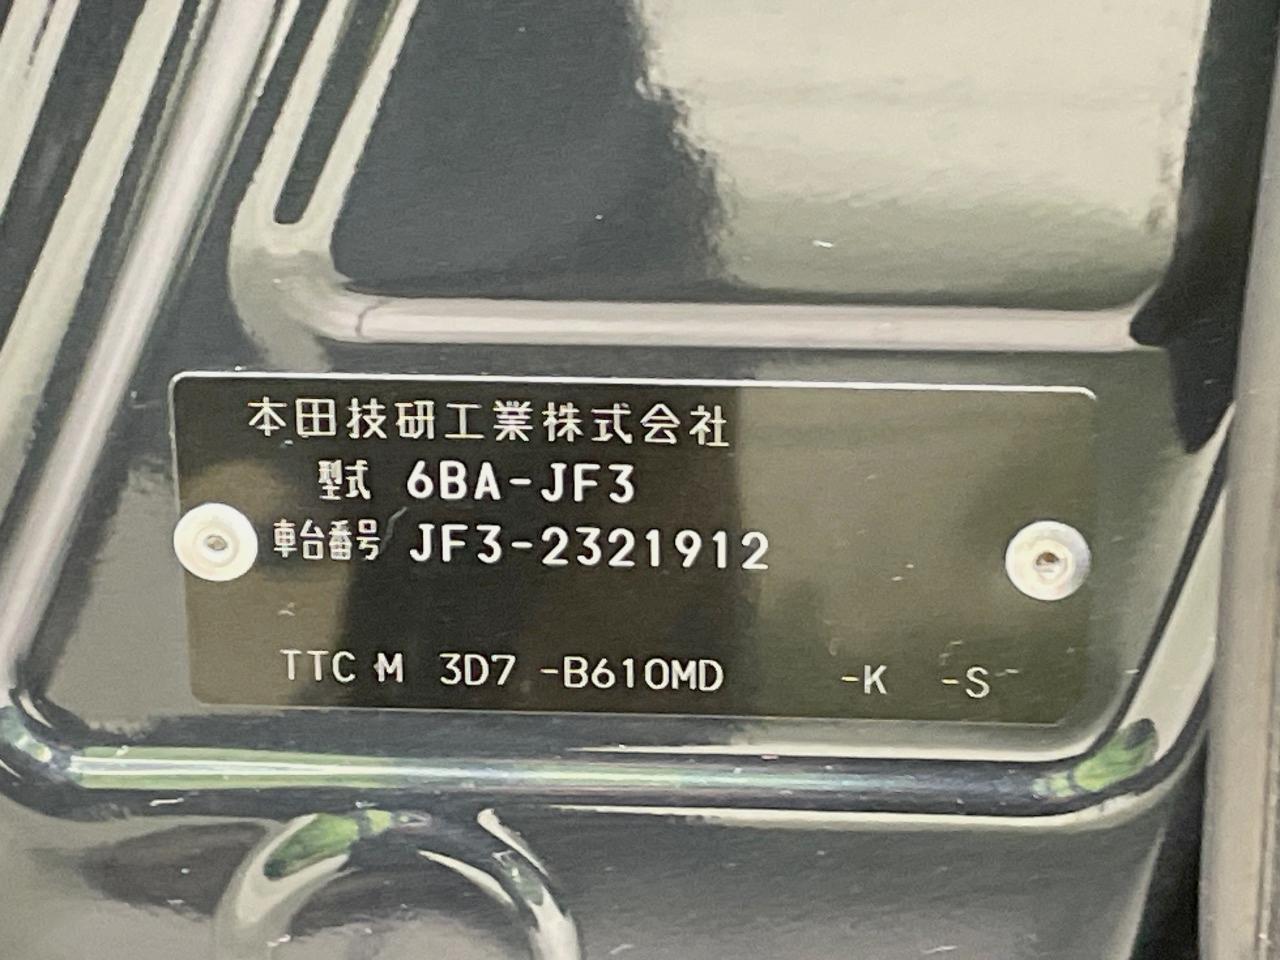 本田技研工業株式会社
型式 6BA-JF3
車台番号 JF3-2321912
TTC M 3D7 -B610MD -K -S